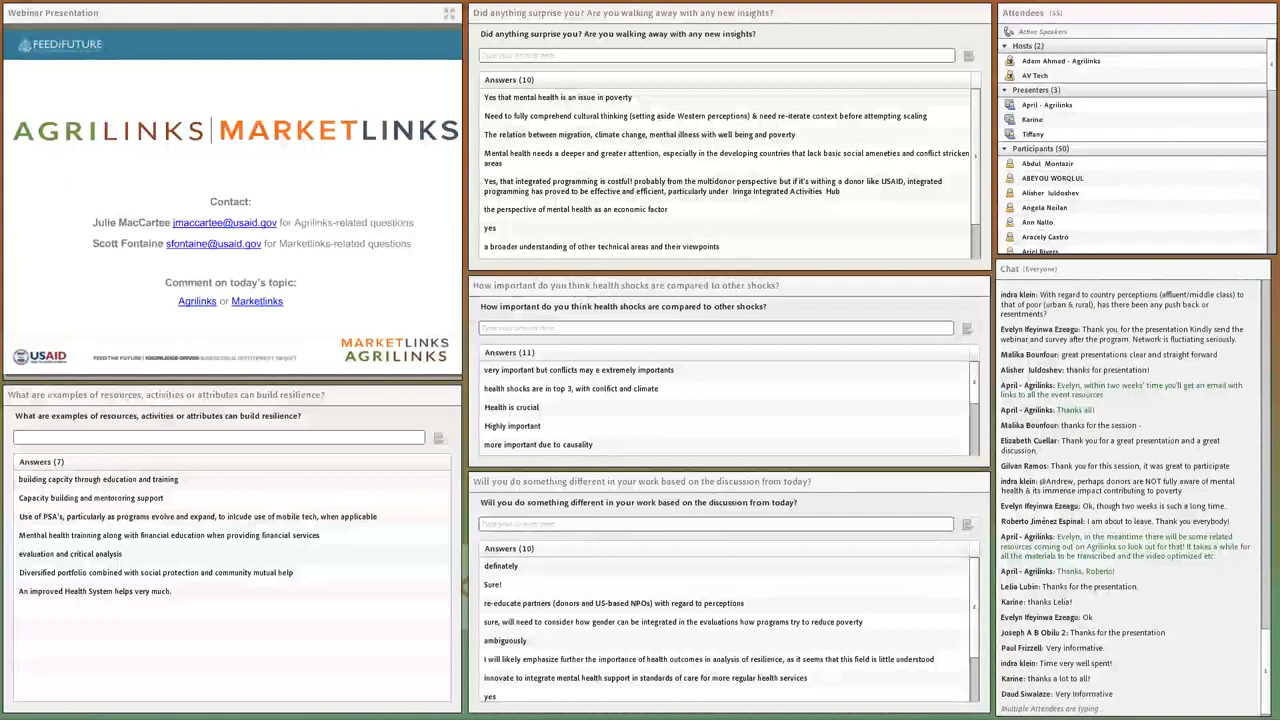 Webinar Presentation
FEED FUTURE
AGRILINKS MARKETLINKS
Contact:
Julie MacCartee jmaccartee@usaid.gov for Agrilinks-related questions
Scott Fontaine sfontaine@usaid.gov for Marketlinks-related questions
Comment on today's topic:
Agrilinks or Marketlinks
USAID
FEED THE FUTURE KNOWLEDGE-DRIVEN AGRICULTURAL DEVELOPMENT PROJECT
MARKETLINKS
AGRILINKS
What are examples of resources, activities or attributes can build resilience?
What are examples of resources, activities or attributes can build resilience?
Answers (7)
building capcity through education and training
Capacity building and mentororing support
Use of PSA's, particularly as programs evolve and expand, to inlcude use of mobile tech, when applicable
Mental health trainning along with financial education when providing financial services
evaluation and critical analysis
Diversified portfolio combined with social protection and community mutual help
An improved Health System helps very much.
Did anything surprise you? Are you walking away with any new insights?
Did anything surprise you? Are you walking away with any new insights?
Type your answer here
Answers (10)
Yes that mental health is an issue in poverty
Need to fully comprehend cultural thinking (setting aside Western perceptions) & need re-iterate context before attempting scaling
The relation between migration, climate change, menthal illness with well being and poverty
Mental health needs a deeper and greater attention, especially in the developing countries that lack basic social ameneties and conflict stricken
areas
Yes, that integrated programming is costful! probably from the multidonor perspective but if it's withing a donor like USAID, integrated
programming has proved to be effective and efficient, particularly under Iringa Integrated Activities Hub
the perspective of mental health as an economic factor
yes
a broader understanding of other technical areas and their viewpoints
How important do you think health shocks are compared to other shocks?
How important do you think health shocks are compared to other shocks?
Type your answer here
Answers (11)
very important but conflicts may e extremely importants
health shocks are in top 3, with conflict and climate
Health is crucial
Highly important
more important due to causality
Will you do something different in your work based on the discussion from today?
Will you do something different in your work based on the discussion from today?
Type your answer here
Answers (10)
definately
Sure!
re-educate partners (donors and US-based NPOs) with regard to perceptions
sure, will need to consider how gender can be integrated in the evaluations how programs try to reduce poverty
ambiguously
I will likely emphasize further the importance of health outcomes in analysis of resilience, as it seems that this field is little understood
innovate to integrate mental health support in standards of care for more regular health services
yes
Attendees (55)
Active Speakers
Hosts (2)
Adam Ahmed - Agrilinks
AV Tech
Presenters (3)
April - Agrilinks
Karine
Tiffany
Participants (50)
Abdul Montazir
ABEYOU WORQLUL
Alisher Iuldoshev
Angela Neilan
Ann Nallo
Aracely Castro
Ariel Rivers
Chat (Everyone)
indra klein: With regard to country perceptions (affluent/middle class) to
that of poor (urban & rural), has there been any push back or
resentments?
Evelyn Ifeyinwa Ezeagu: Thank you for the presentation Kindly send the
webinar and survey after the program. Network is fluctiating seriously.
Malika Bounfour: great presentations clear and straight forward
Alisher Iuldoshev: thanks for presentation!
April - Agrilinks: Evelyn, within two weeks' time you'll get an email with
links to all the event resources
April - Agrilinks: Thanks all!
Malika Bounfour: thanks for the session -
Elizabeth Cuellar: Thank you for a great presentation and a great
discussion.
Gilvan Ramos: Thank you for this session, it was great to participate
indra klein: @Andrew, perhaps donors are NOT fully aware of mental
health & its immense impact contributing to poverty
Evelyn Ifeyinwa Ezeagu: Ok, though two weeks is such a long time.
Roberto Jiménez Espinal: I am about to leave. Thank you everybody!
April - Agrilinks: Evelyn, in the meantime there will be some related
resources coming out on Agrilinks so look out for that! It takes a while for
all the materials to be transcribed and the video optimized etc.
April - Agrilinks: Thanks, Roberto!
Lelia Lubin: Thanks for the presentation.
Karine: thanks Lelia!
Evelyn Ifeyinwa Ezeagu: Ok
Joseph A B Obilu 2: Thanks for the presentation
Paul Frizzell: Very informative.
indra klein: Time very well spent!
Karine: thanks a lot to all!
Daud Siwalaze: Very Informative
Multiple Attendees are typing...